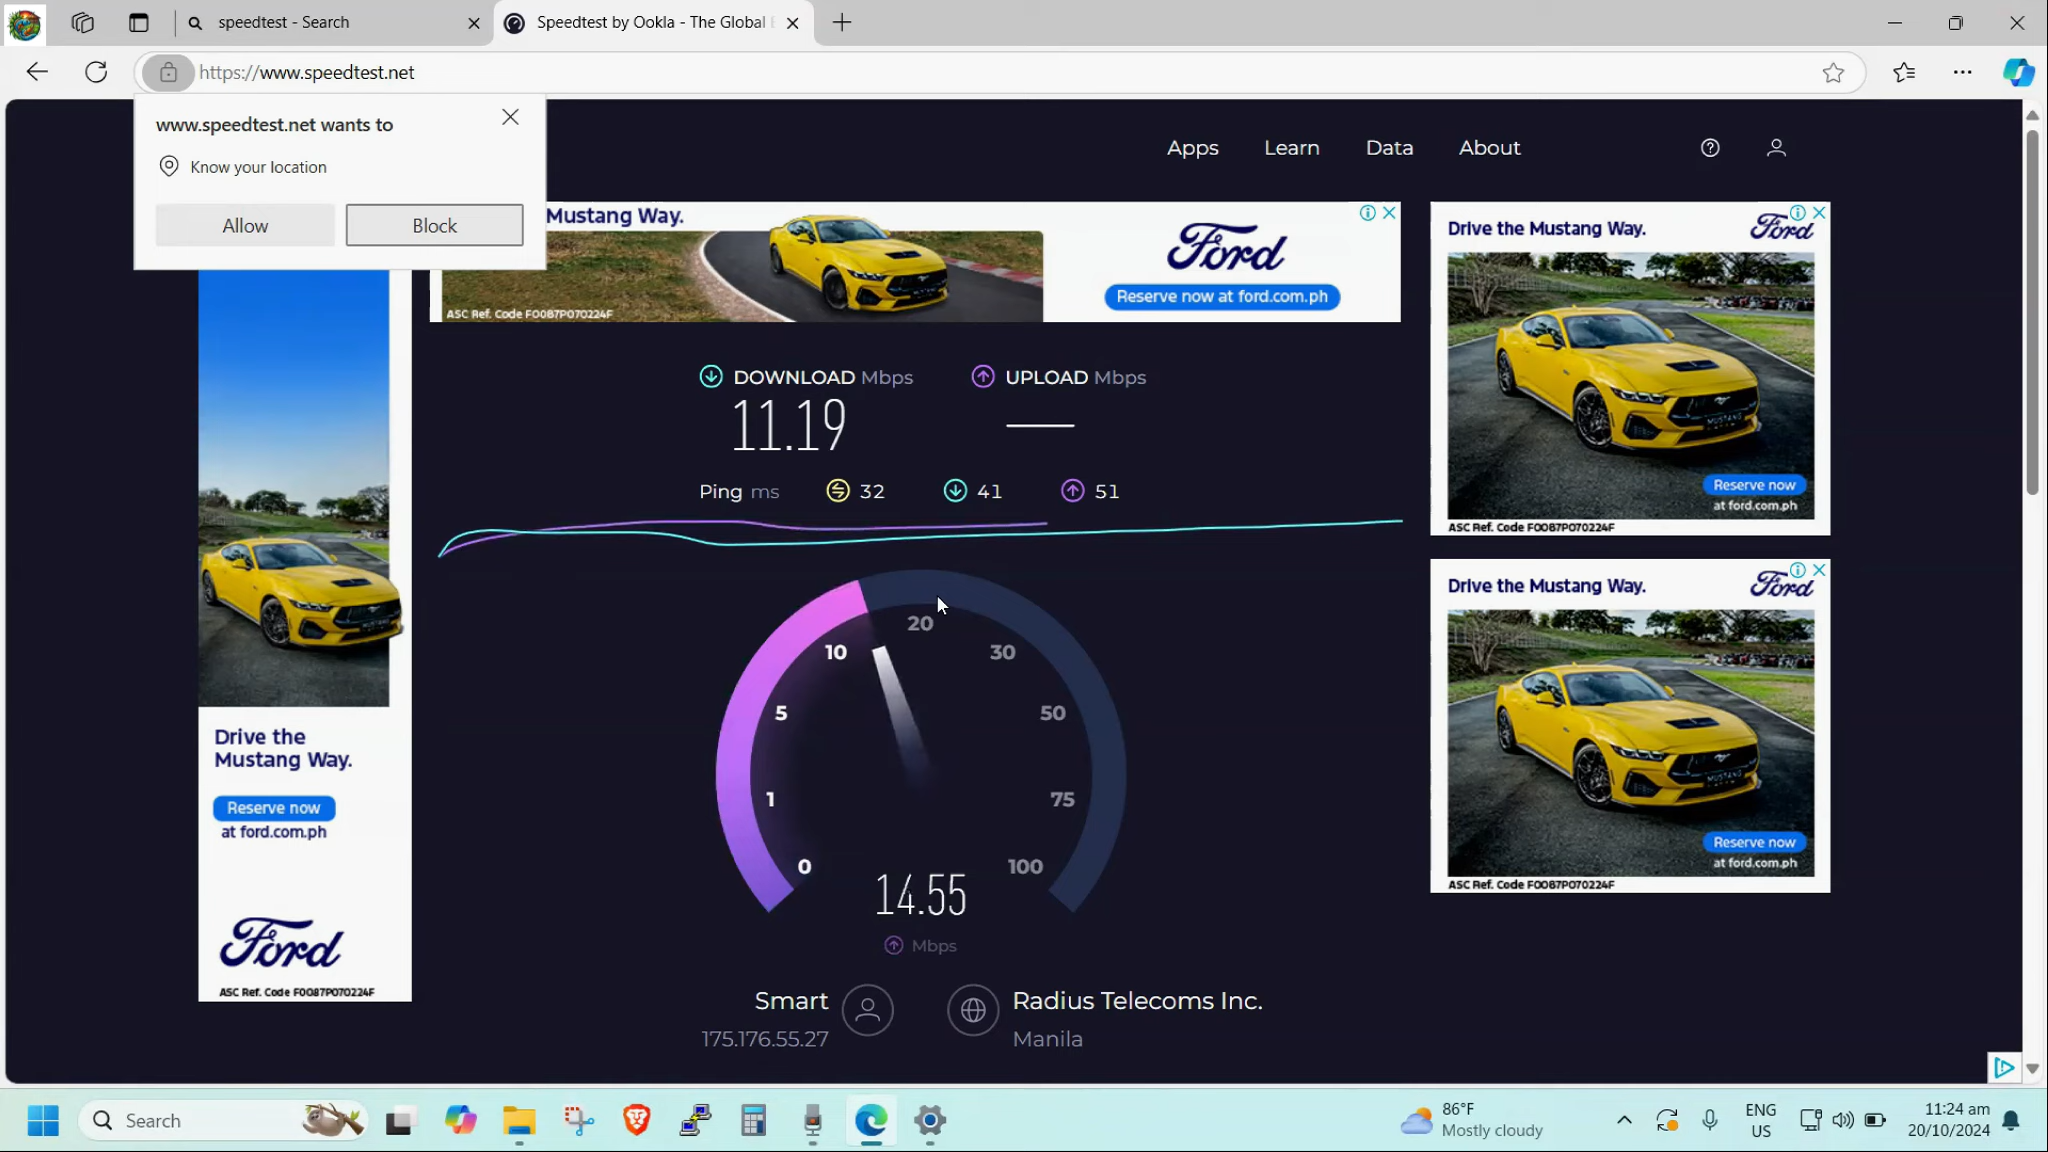 speedtest - Search
Speedtest by Ookla - The Global
https://www.speedtest.net
www.speedtest.net wants to
Know your location
Allow
Block
Apps
Learn
Data
About
Mustang Way.
Ford
Reserve now at ford.com.ph
ASC Ref. Code FO087P070224F
Drive the Mustang Way.
Ford
MUSTANG
Reserve now
at ford.com.ph
ASC Ref. Code FO087P070224F
DOWNLOAD Mbps
UPLOAD Mbps
11.19
Ping ms
32
41
51
Drive the Mustang Way.
Ford
MUSTANG
Reserve now
at ford.com.ph
ASC Ref. Code FO087P070224F
20
10
30
5
50
1
75
0
100
14.55
Mbps
Drive the
Mustang Way.
Reserve now
at ford.com.ph
Ford
ASC Ref. Code FO087P070224F
Smart
175.176.55.27
Radius Telecoms Inc.
Manila
Search
86°F
Mostly cloudy
ENG
US
11:24 am
20/10/2024